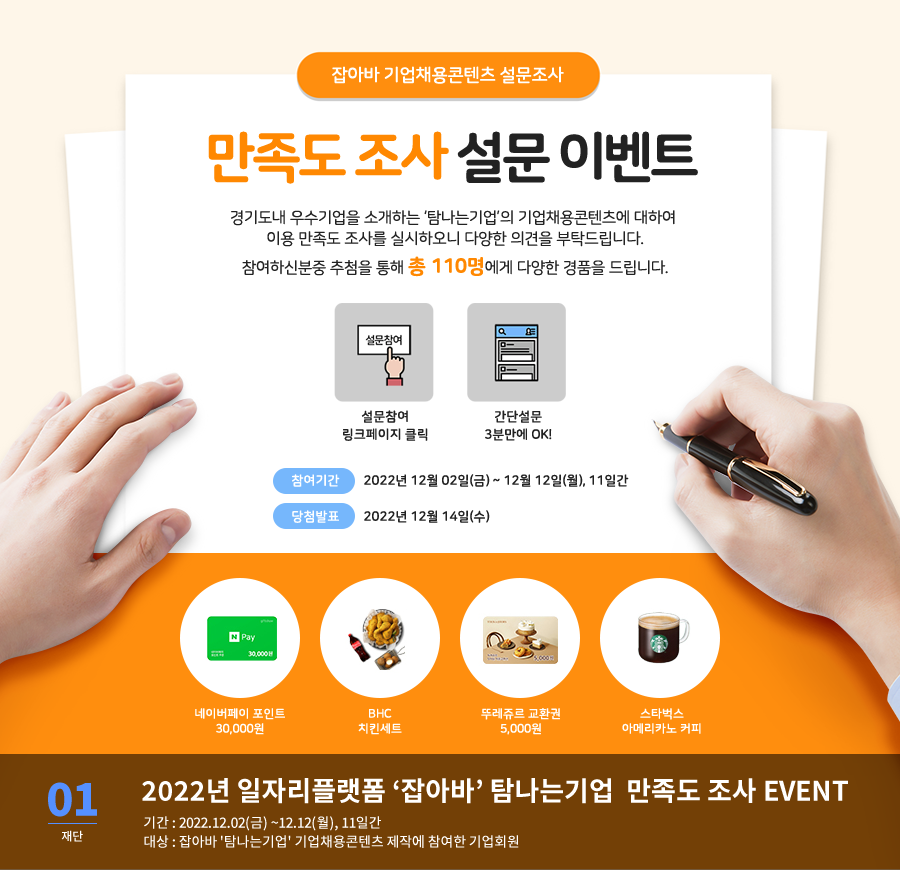 잡아바 기업채용콘텐츠 설문조사
만족도 조사 설문 이벤트
경기도내 우수기업을 소개하는 ‘탐나는기업’의 기업채용콘텐츠에 대하여
이용 만족도 조사를 실시하오니 다양한 의견을 부탁드립니다.
참여하신분중 추첨을 통해 총 110명에게 다양한 경품을 드립니다.
설문참여
설문참여
링크페이지 클릭
간단설문
3분만에 OK!
참여기간 2022년 12월 02일(금) ~ 12월 12일(월), 11일간
당첨발표 2022년 12월 14일(수)
N Pay
30,000원
5,000원
네이버페이 포인트
30,000원
BHC
치킨세트
뚜레쥬르 교환권
5,000원
스타벅스
아메리카노 커피
01
재단
2022년 일자리플랫폼 ‘잡아바’ 탐나는기업 만족도 조사 EVENT
기간 : 2022.12.02(금) ~12.12(월), 11일간
대상 : 잡아바 '탐나는기업' 기업채용콘텐츠 제작에 참여한 기업회원